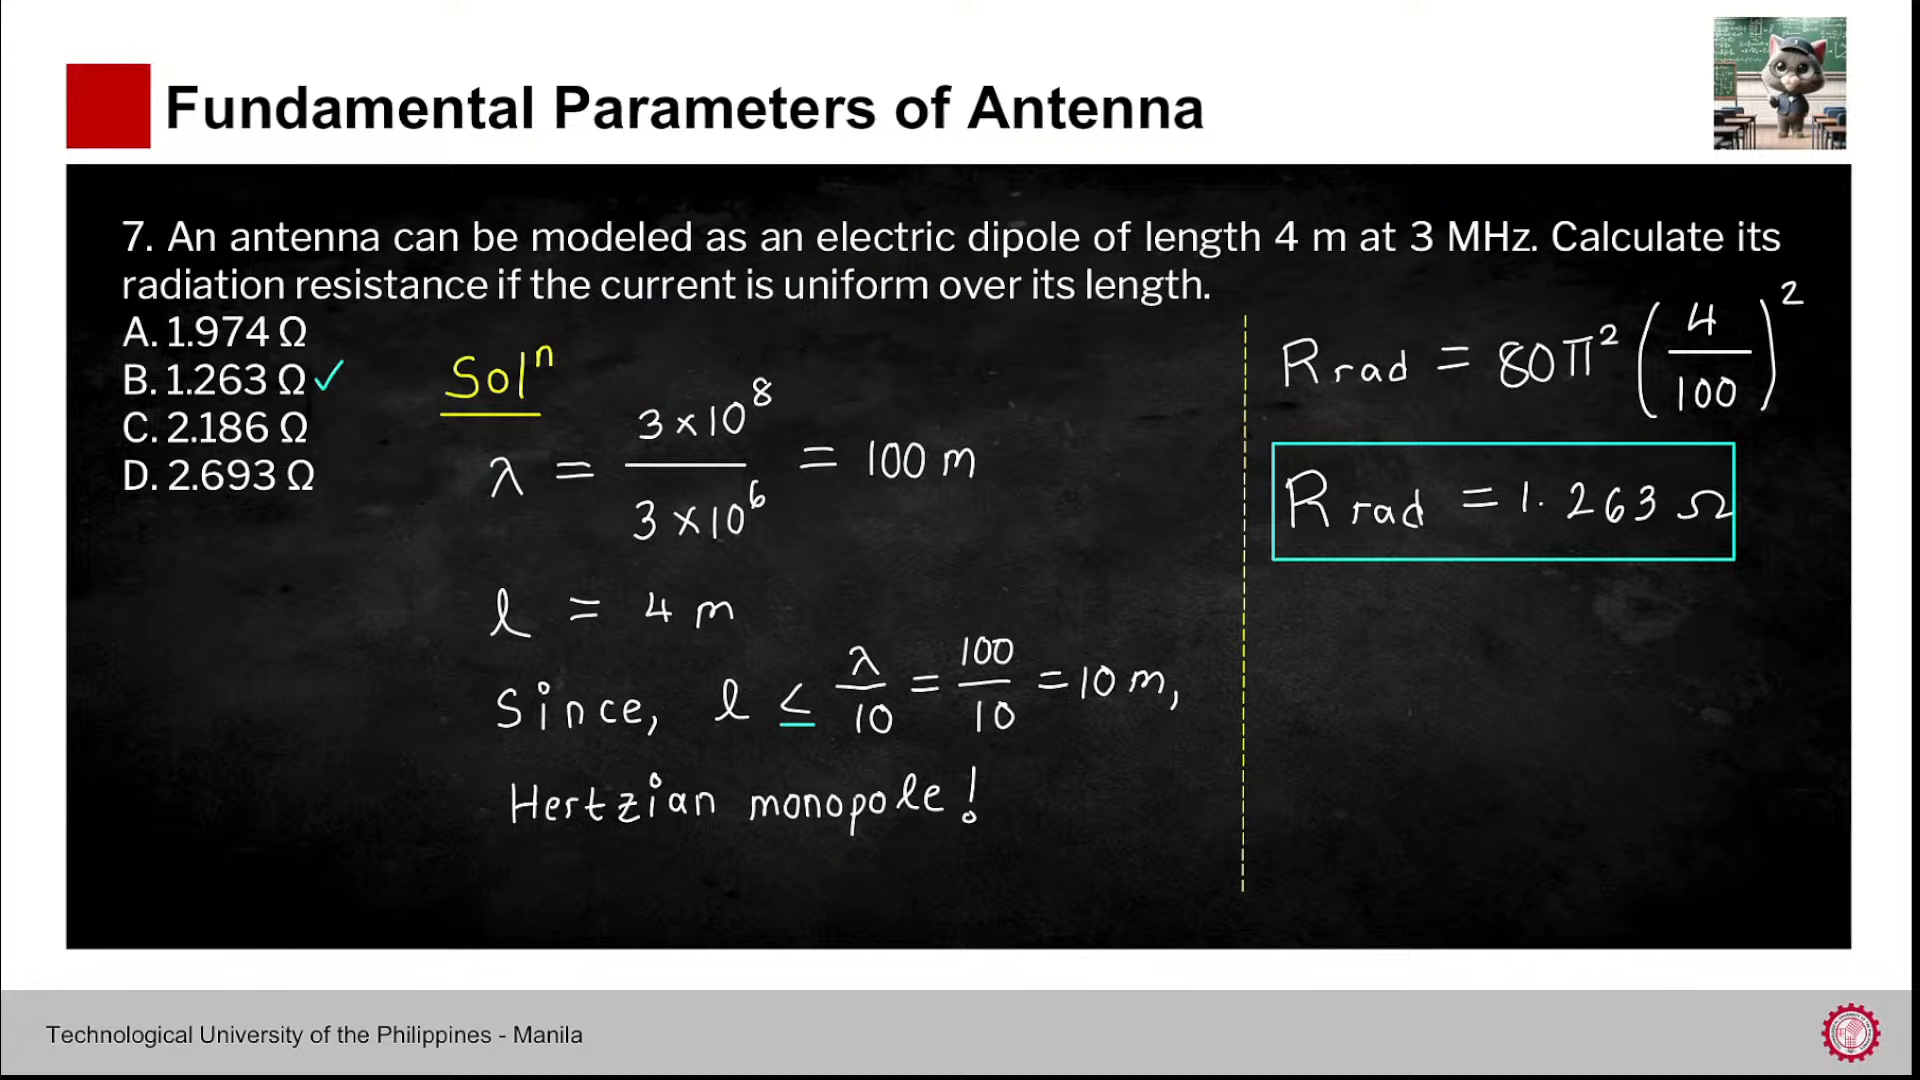 Fundamental Parameters of Antenna
7. An antenna can be modeled as an electric dipole of length 4 m at 3 MHz. Calculate its
radiation resistance if the current is uniform over its length.
A. 1.974 Ω
B. 1.263 Ω ✓
C. 2.186 Ω
D. 2.693 Ω
Solⁿ
λ = 3 × 10⁸ / 3 × 10⁶ = 100 m
l = 4 m
Since, l ≤ λ/10 = 100/10 = 10 m,
Hertzian monopole!
R rad = 80π² (4/100)²
R rad = 1.263 Ω
Technological University of the Philippines - Manila